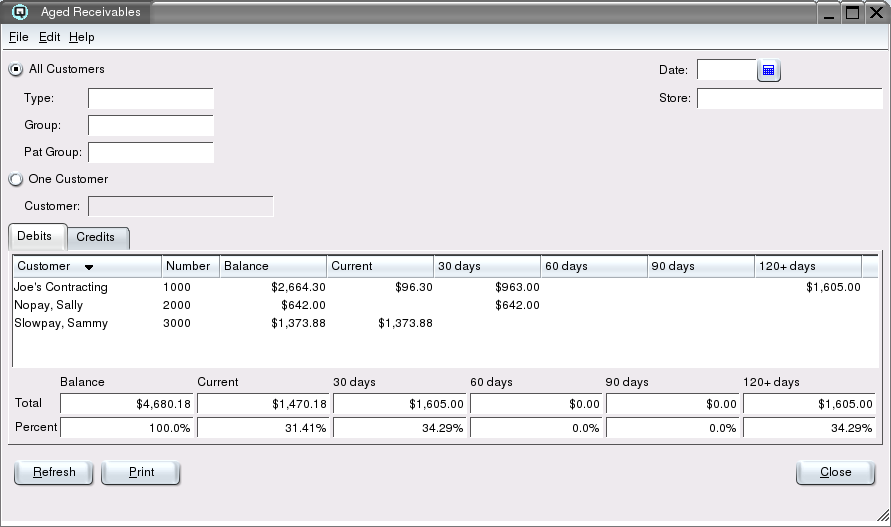 Aged Receivables
File Edit Help
All Customers
Date:
Type:
Store:
Group:
Pat Group:
One Customer
Customer:
Debits Credits
Customer Number Balance Current 30 days 60 days 90 days 120+ days
Joe's Contracting 1000 $2,664.30 $96.30 $963.00 $1,605.00
Nopay, Sally 2000 $642.00 $642.00
Slowpay, Sammy 3000 $1,373.88 $1,373.88
Balance Current 30 days 60 days 90 days 120+ days
Total $4,680.18 $1,470.18 $1,605.00 $0.00 $0.00 $1,605.00
Percent 100.0% 31.41% 34.29% 0.0% 0.0% 34.29%
Refresh Print Close